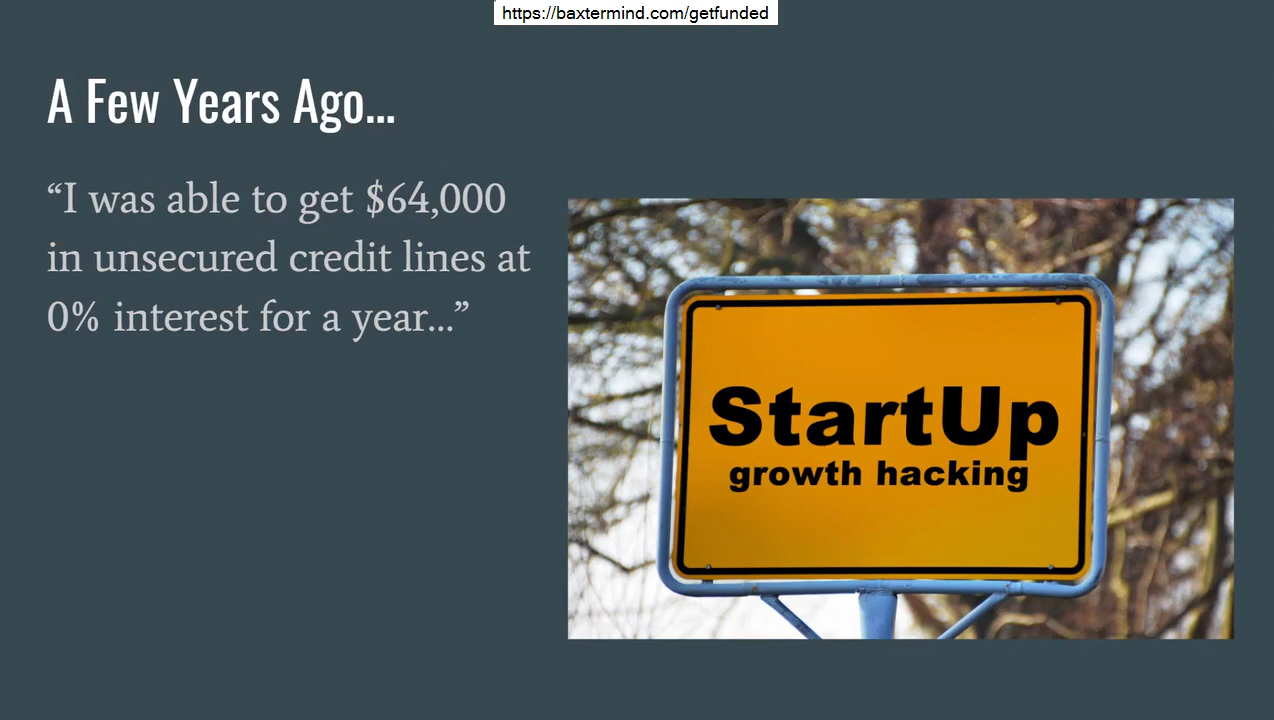 https://baxtermind.com/getfunded
A Few Years Ago...
“I was able to get $64,000
in unsecured credit lines at
0% interest for a year...”
StartUp
growth hacking